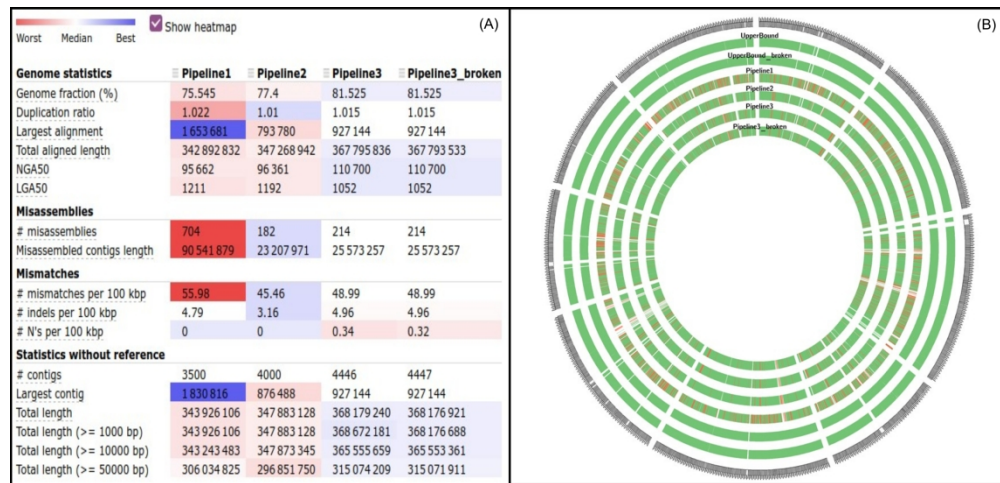 Worst Median Best
Show heatmap
(A)
Genome statistics Pipeline1 Pipeline2 Pipeline3 Pipeline3_broken
Genome fraction (%) 75.545 77.4 81.525 81.525
Duplication ratio 1.022 1.01 1.015 1.015
Largest alignment 1 653 681 793 780 927 144 927 144
Total aligned length 342 892 832 347 268 942 367 795 836 367 793 533
NGA50 95 662 96 361 110 700 110 700
LGA50 1211 1192 1052 1052
Misassemblies
# misassemblies 704 182 214 214
Misassembled contigs length 90 541 879 23 207 971 25 573 257 25 573 257
Mismatches
# mismatches per 100 kbp 55.98 45.46 48.99 48.99
# indels per 100 kbp 4.79 3.16 4.96 4.96
# N's per 100 kbp 0 0 0.34 0.32
Statistics without reference
# contigs 3500 4000 4446 4447
Largest contig 1 830 816 876 488 927 144 927 144
Total length 343 926 106 347 883 128 368 179 240 368 176 921
Total length (>= 1000 bp) 343 926 106 347 883 128 368 672 181 368 176 688
Total length (>= 10000 bp) 343 243 483 347 873 345 365 555 659 365 553 361
Total length (>= 50000 bp) 306 034 825 296 851 750 315 074 209 315 071 911
(B)
UpperBound
UpperBound_broken
Pipeline1
Pipeline2
Pipeline3
Pipeline3_broken